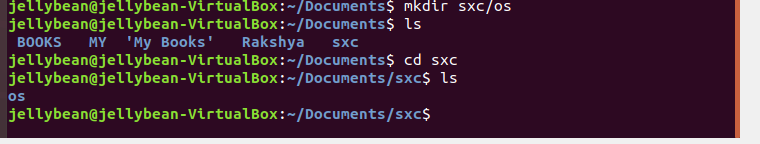 jellybean@jellybean-VirtualBox:~/Documents$ mkdir sxc/os
jellybean@jellybean-VirtualBox:~/Documents$ ls
BOOKS   MY  'My Books'   Rakshya   sxc
jellybean@jellybean-VirtualBox:~/Documents$ cd sxc
jellybean@jellybean-VirtualBox:~/Documents/sxc$ ls
os
jellybean@jellybean-VirtualBox:~/Documents/sxc$